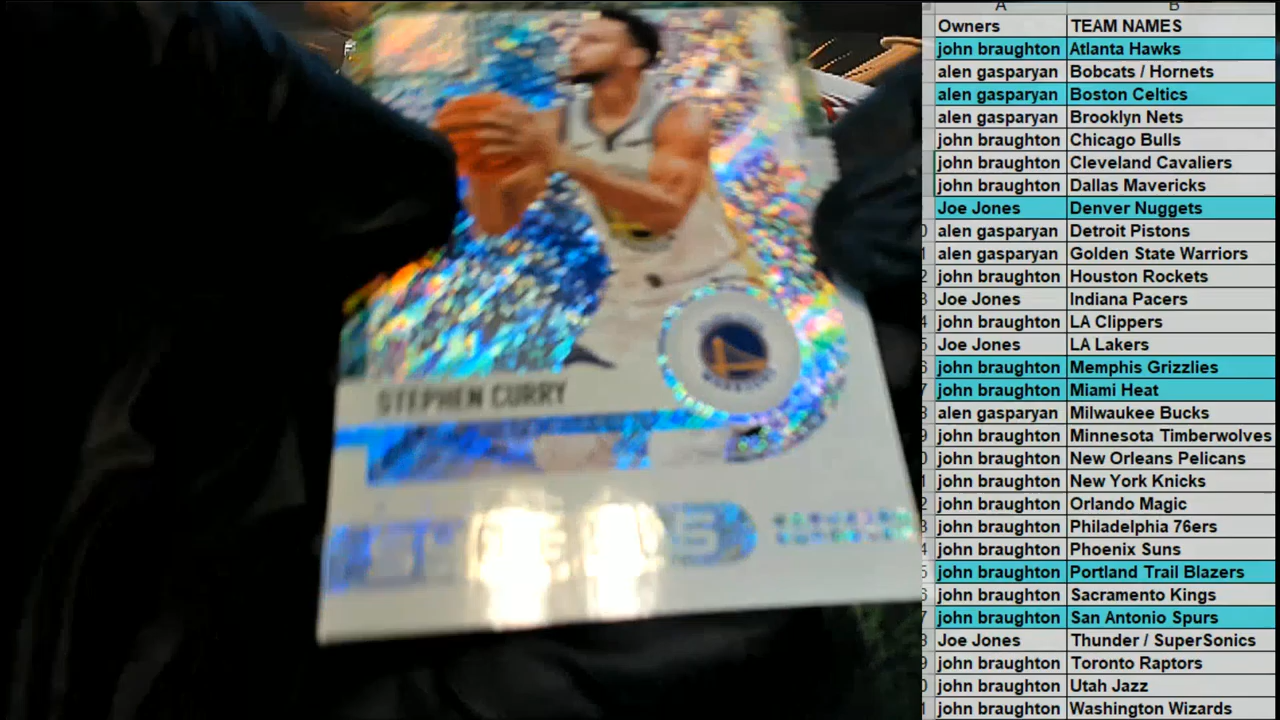 STEPHEN CURRY
WARRIORS
A B
Owners TEAM NAMES
john braughton Atlanta Hawks
alen gasparyan Bobcats / Hornets
alen gasparyan Boston Celtics
alen gasparyan Brooklyn Nets
john braughton Chicago Bulls
john braughton Cleveland Cavaliers
john braughton Dallas Mavericks
Joe Jones Denver Nuggets
alen gasparyan Detroit Pistons
alen gasparyan Golden State Warriors
john braughton Houston Rockets
Joe Jones Indiana Pacers
john braughton LA Clippers
Joe Jones LA Lakers
john braughton Memphis Grizzlies
john braughton Miami Heat
alen gasparyan Milwaukee Bucks
john braughton Minnesota Timberwolves
john braughton New Orleans Pelicans
john braughton New York Knicks
john braughton Orlando Magic
john braughton Philadelphia 76ers
john braughton Phoenix Suns
john braughton Portland Trail Blazers
john braughton Sacramento Kings
john braughton San Antonio Spurs
Joe Jones Thunder / SuperSonics
john braughton Toronto Raptors
john braughton Utah Jazz
john braughton Washington Wizards